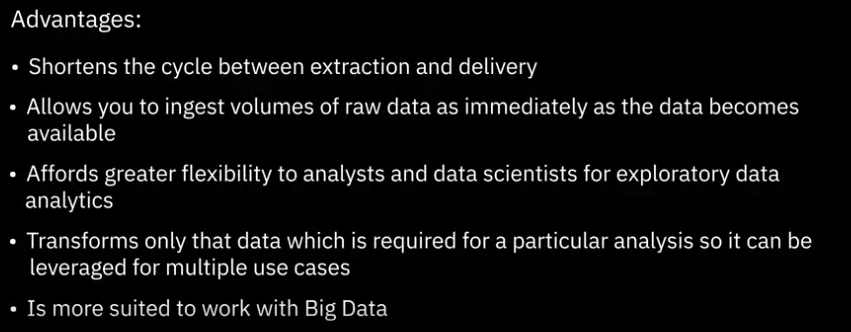 Advantages:
• Shortens the cycle between extraction and delivery
• Allows you to ingest volumes of raw data as immediately as the data becomes
available
• Affords greater flexibility to analysts and data scientists for exploratory data
analytics
• Transforms only that data which is required for a particular analysis so it can be
leveraged for multiple use cases
• Is more suited to work with Big Data